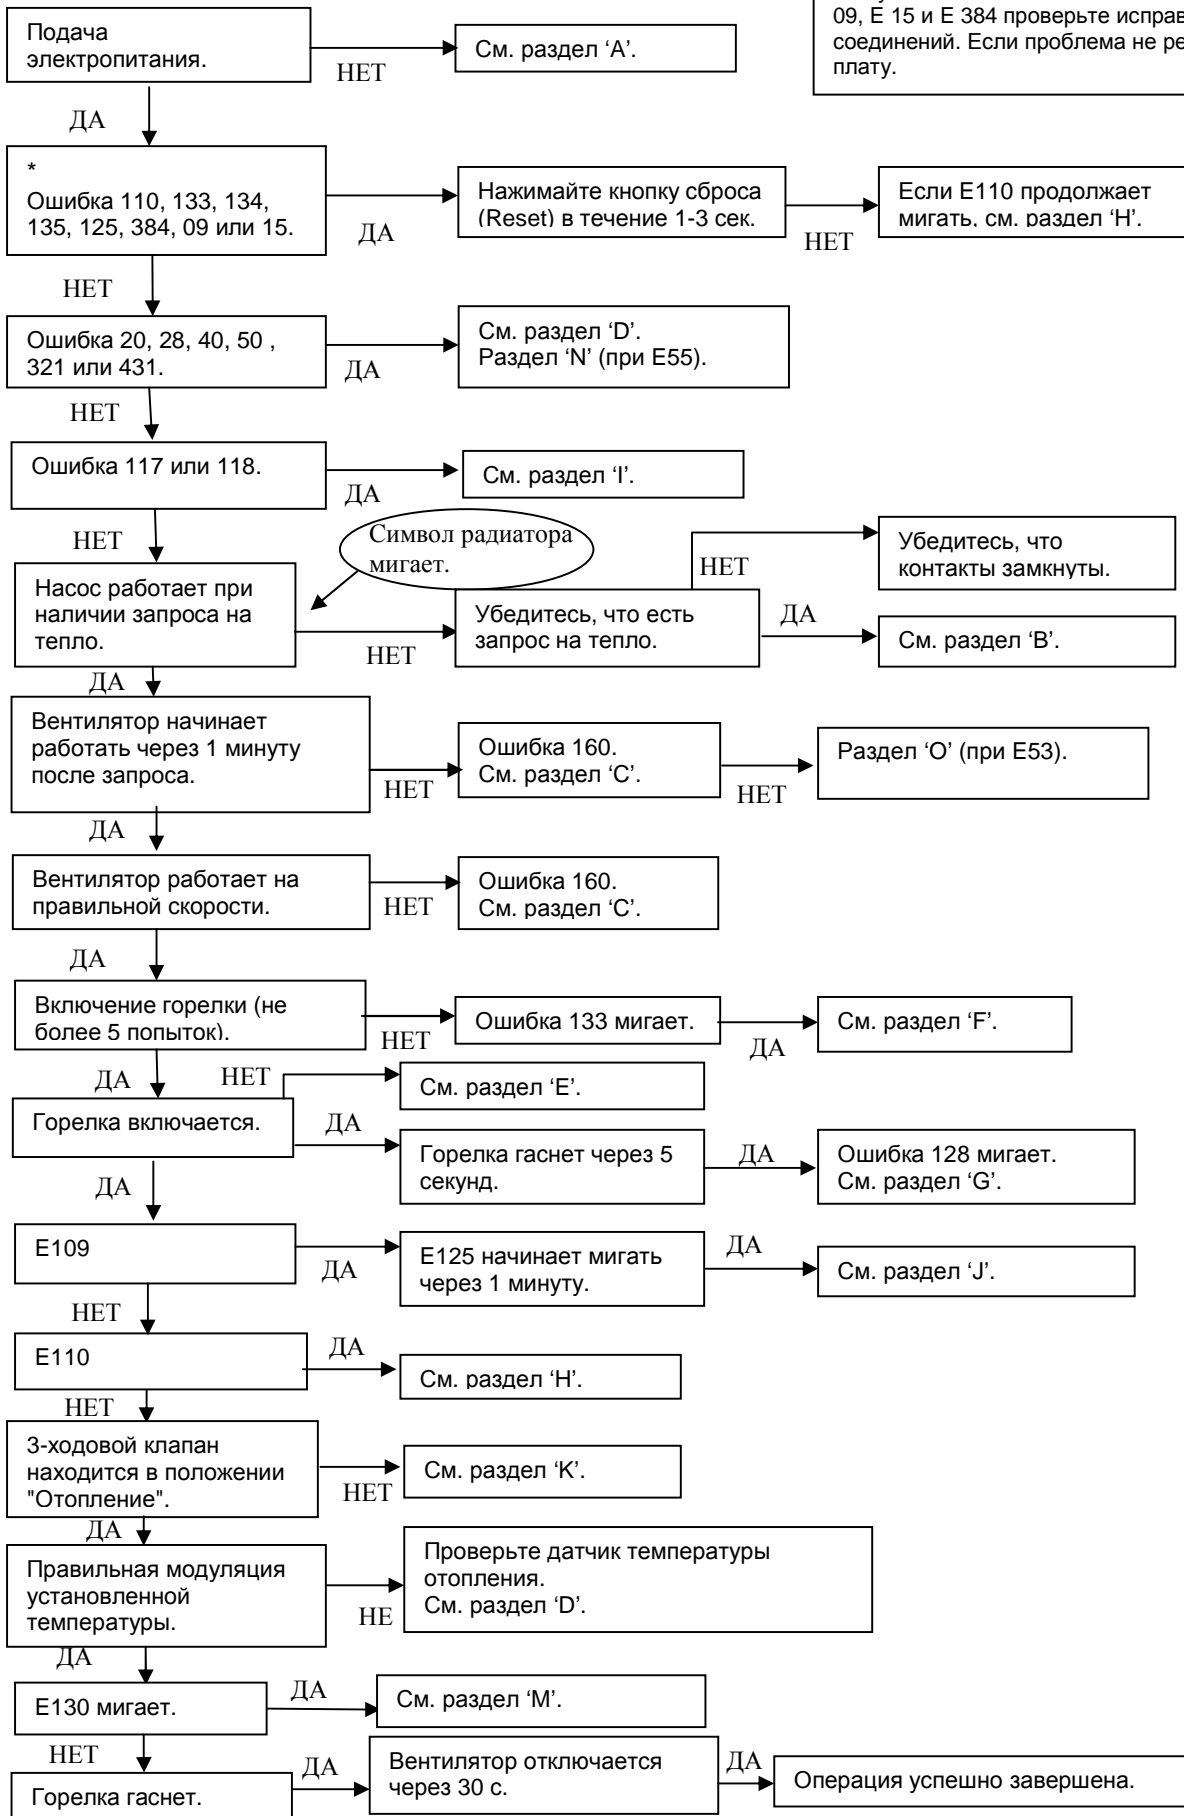 09, E 15 и E 384 проверьте исправ
соединений. Если проблема не ре
плату.
Подача
электропитания.
НЕТ
См. раздел 'A'.
ДА
*
Ошибка 110, 133, 134,
135, 125, 384, 09 или 15.
ДА
Нажимайте кнопку сброса
(Reset) в течение 1-3 сек.
НЕТ
Если E110 продолжает
мигать, см. раздел 'H'.
НЕТ
Ошибка 20, 28, 40, 50 ,
321 или 431.
ДА
См. раздел 'D'.
Раздел 'N' (при E55).
НЕТ
Ошибка 117 или 118.
ДА
См. раздел 'I'.
НЕТ
Символ радиатора
мигает.
Насос работает при
наличии запроса на
тепло.
НЕТ
Убедитесь, что есть
запрос на тепло.
НЕТ
Убедитесь, что
контакты замкнуты.
ДА
См. раздел 'B'.
ДА
Вентилятор начинает
работать через 1 минуту
после запроса.
НЕТ
Ошибка 160.
См. раздел 'C'.
НЕТ
Раздел 'O' (при E53).
ДА
Вентилятор работает на
правильной скорости.
НЕТ
Ошибка 160.
См. раздел 'C'.
ДА
Включение горелки (не
более 5 попыток).
НЕТ
Ошибка 133 мигает.
ДА
См. раздел 'F'.
ДА
НЕТ
См. раздел 'E'.
Горелка включается.
ДА
Горелка гаснет через 5
секунд.
ДА
Ошибка 128 мигает.
См. раздел 'G'.
ДА
E109
ДА
E125 начинает мигать
через 1 минуту.
ДА
См. раздел 'J'.
НЕТ
E110
ДА
См. раздел 'H'.
НЕТ
3-ходовой клапан
находится в положении
"Отопление".
НЕТ
См. раздел 'K'.
ДА
Правильная модуляция
установленной
температуры.
НЕ
Проверьте датчик температуры
отопления.
См. раздел 'D'.
ДА
E130 мигает.
ДА
См. раздел 'M'.
НЕТ
Горелка гаснет.
ДА
Вентилятор отключается
через 30 с.
ДА
Операция успешно завершена.